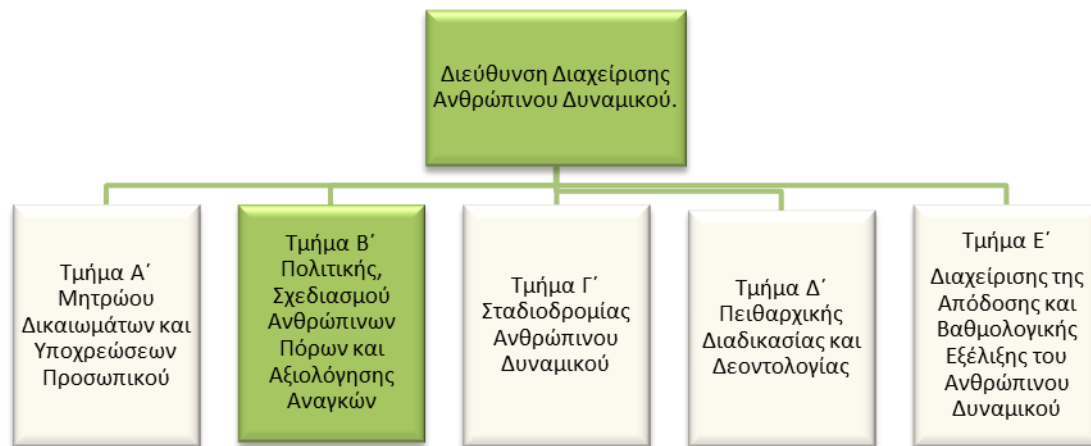 Διεύθυνση Διαχείρισης
Ανθρώπινου Δυναμικού.
Τμήμα Α΄
Μητρώου
Δικαιωμάτων και
Υποχρεώσεων
Προσωπικού
Τμήμα Β΄
Πολιτικής,
Σχεδιασμού
Ανθρώπινων
Πόρων και
Αξιολόγησης
Αναγκών
Τμήμα Γ΄
Σταδιοδρομίας
Ανθρώπινου
Δυναμικού
Τμήμα Δ΄
Πειθαρχικής
Διαδικασίας και
Δεοντολογίας
Τμήμα Ε΄
Διαχείρισης της
Απόδοσης και
Βαθμολογικής
Εξέλιξης του
Ανθρώπινου
Δυναμικού